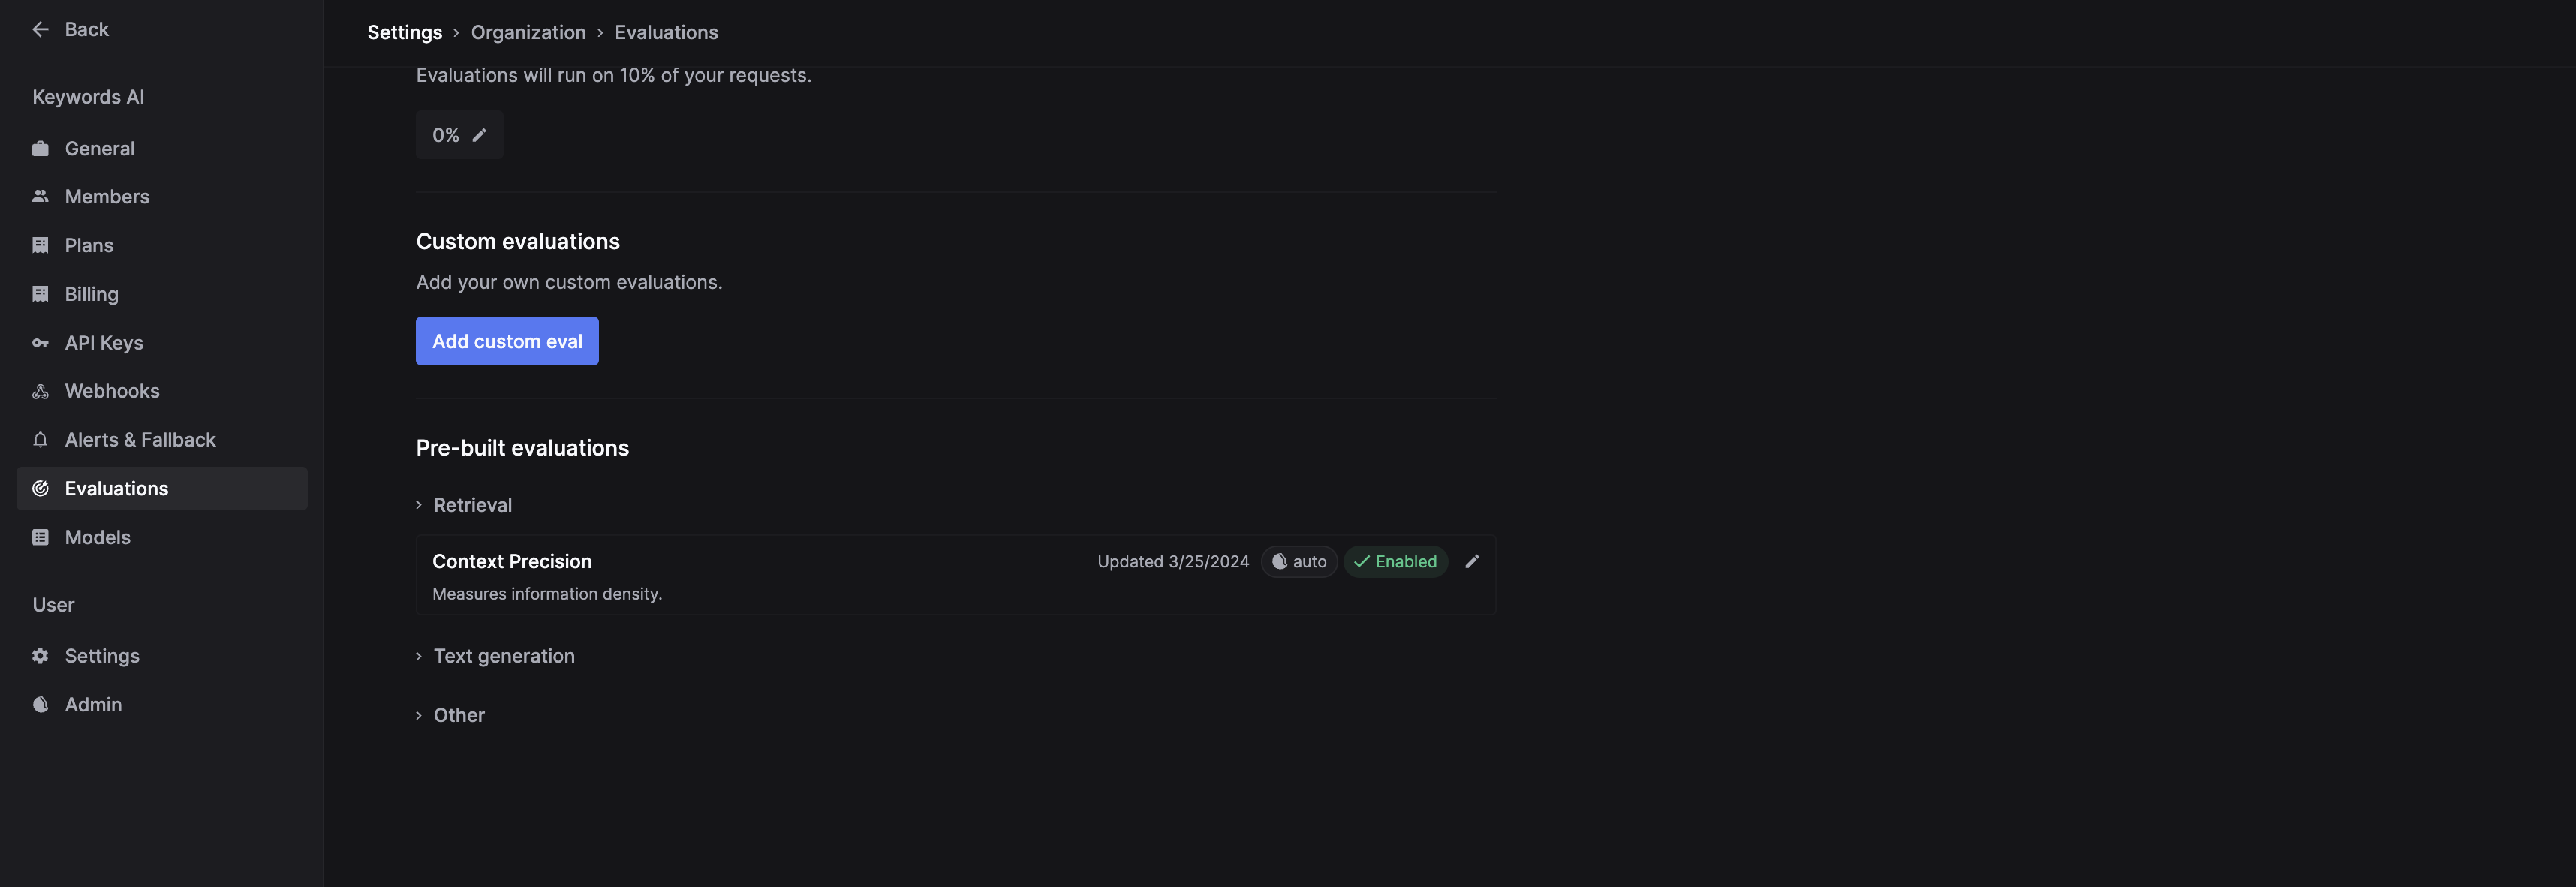 Back
Keywords AI
General
Members
Plans
Billing
API Keys
Webhooks
Alerts & Fallback
Evaluations
Models
User
Settings
Admin
Settings > Organization > Evaluations
Evaluations will run on 10% of your requests.
0%
Custom evaluations
Add your own custom evaluations.
Add custom eval
Pre-built evaluations
Retrieval
Context Precision
Updated 3/25/2024 auto Enabled
Measures information density.
Text generation
Other